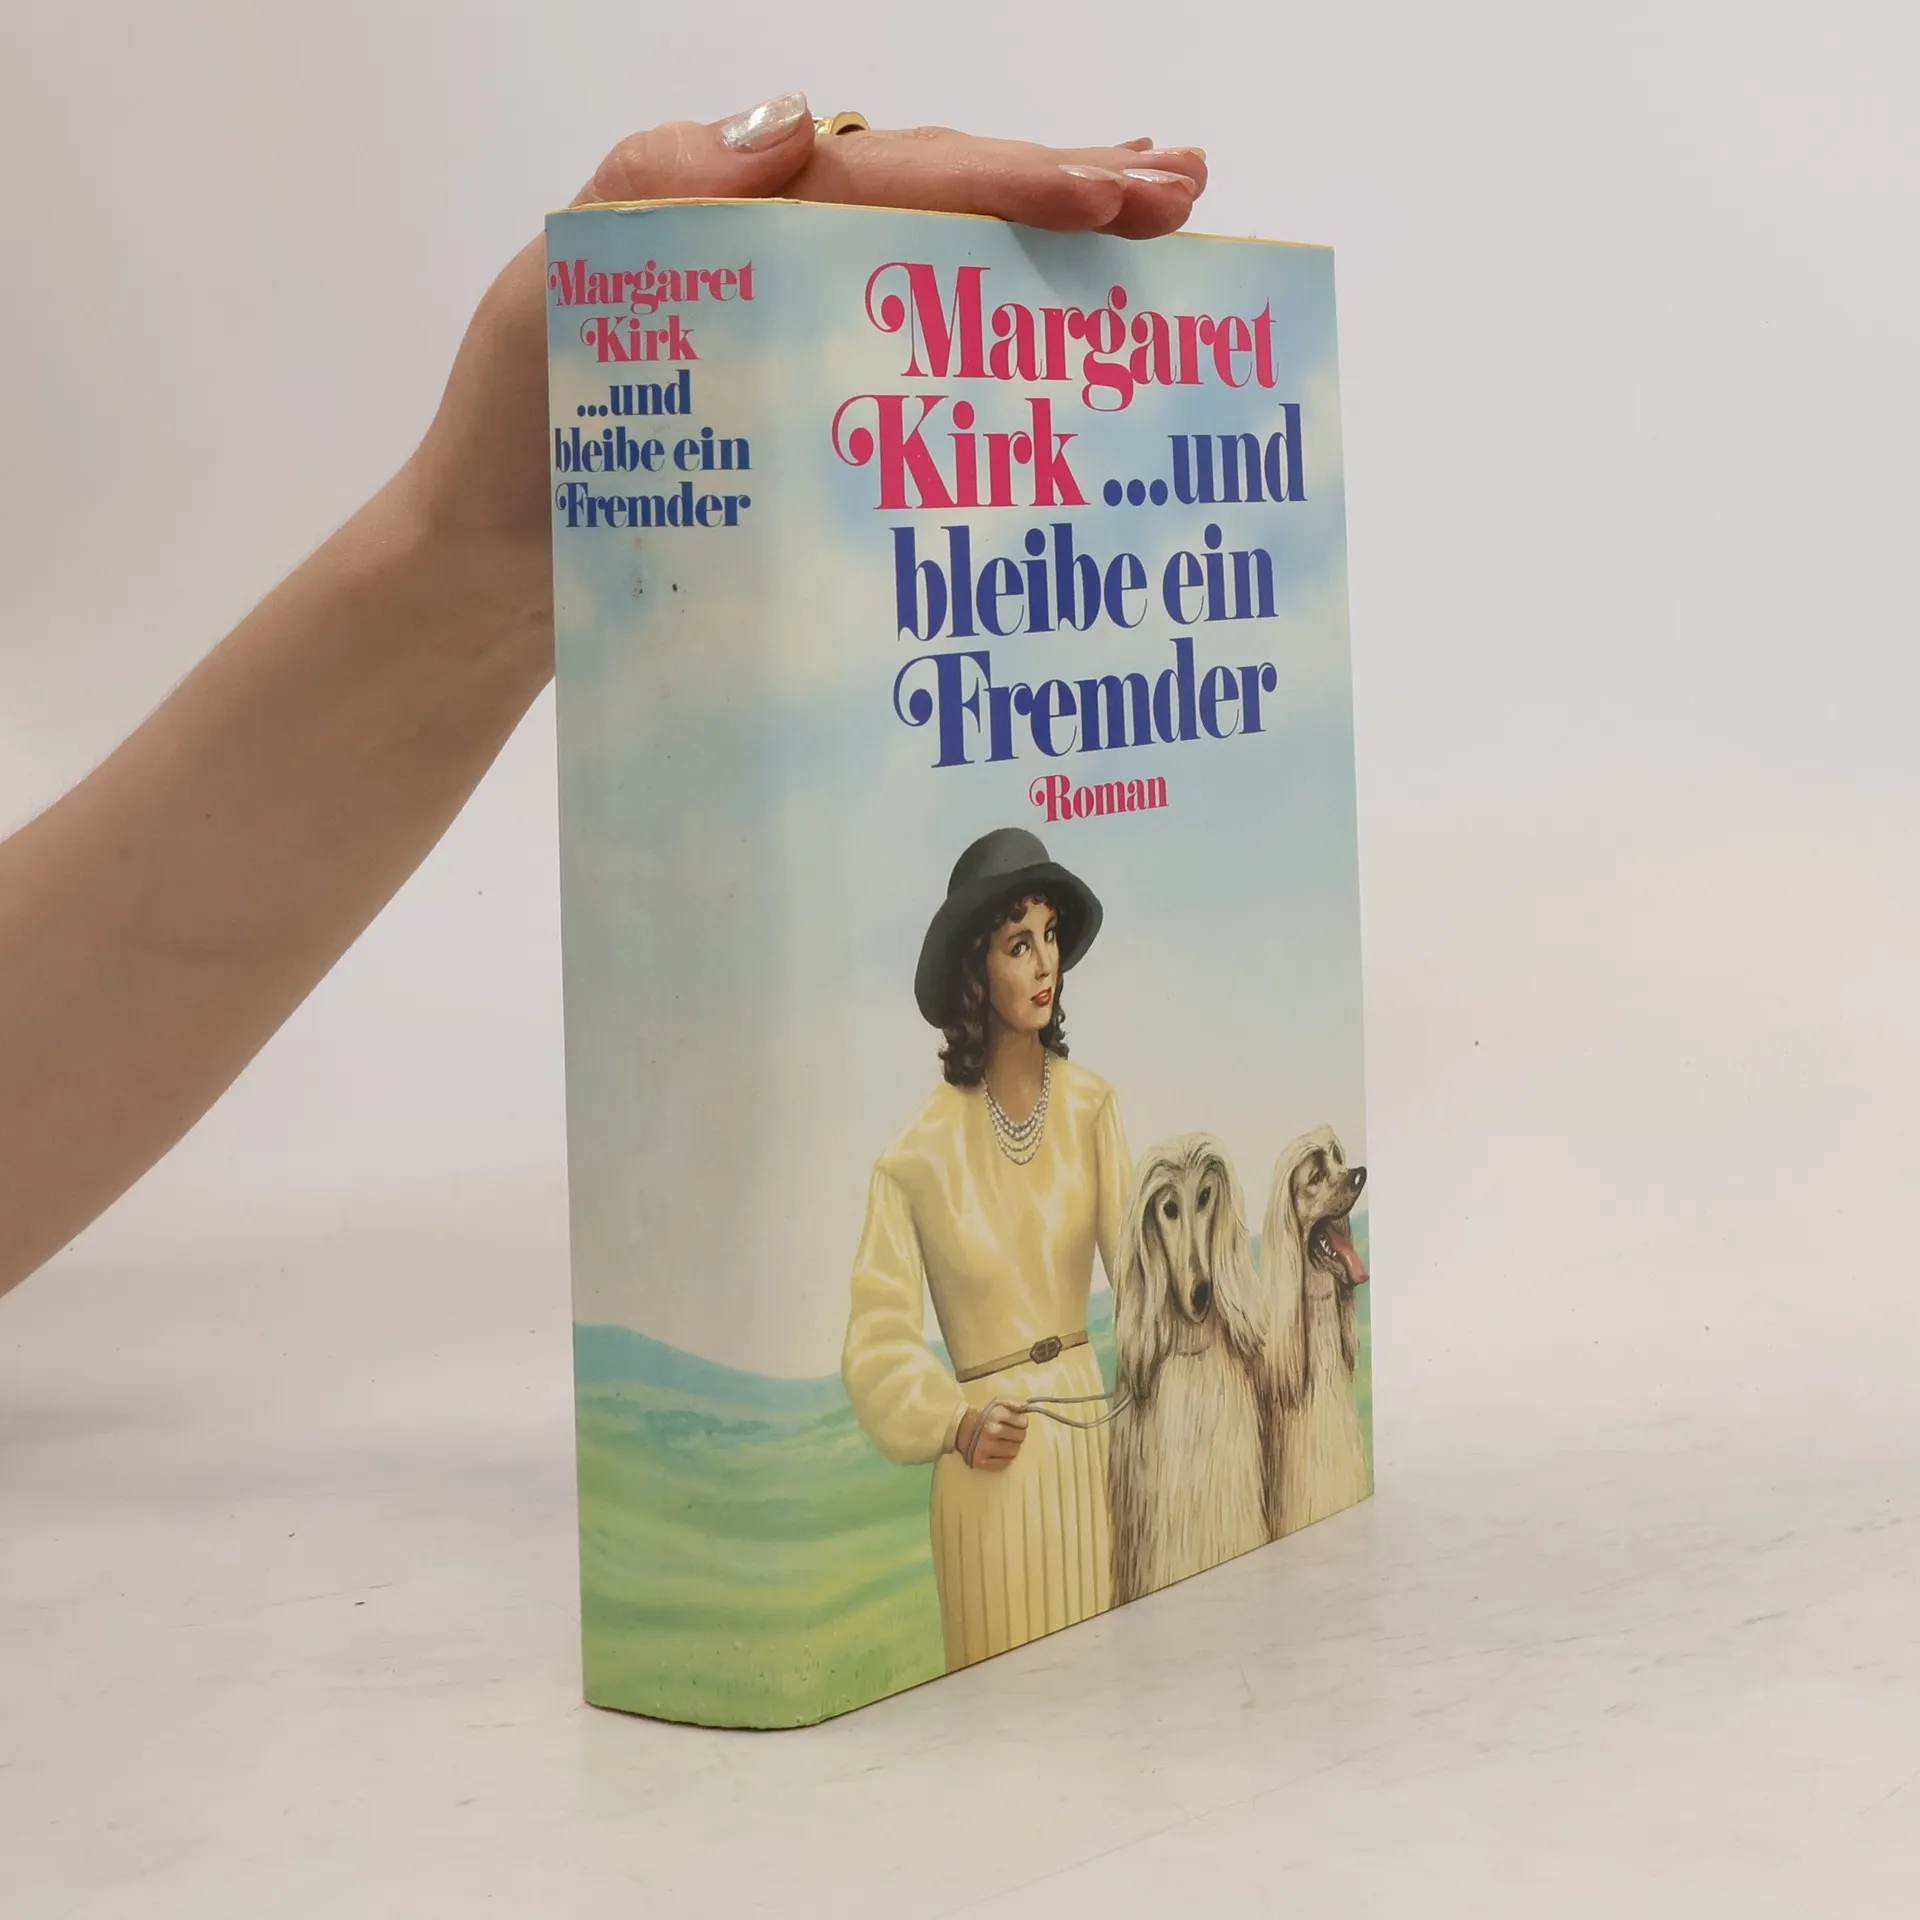 Margaret
Kirk
...und
bleibe ein
Fremder
Margaret
Kirk ...und
bleibe ein
Fremder
Roman